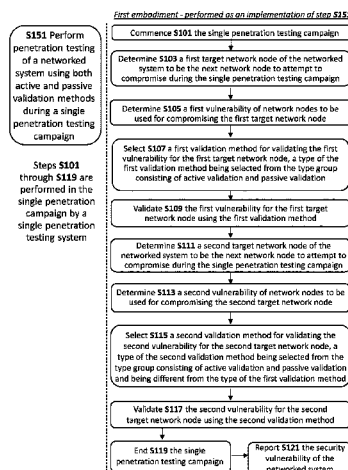 First embodiment - performed as an implementation of step S151
S151 Perform
penetration testing
of a networked
system using both
active and passive
validation methods
during a single
penetration testing
campaign
Steps S101
through S119 are
performed in the
single penetration
campaign by a
single penetration
testing system
Commence S101 the single penetration testing campaign
Determine S103 a first target network node of the networked
system to be the next network node to attempt to
compromise during the single penetration testing campaign
Determine S105 a first vulnerability of network nodes to be
used for compromising the first target network node
Select S107 a first validation method for validating the first
vulnerability for the first target network node, a type of the
first validation method being selected from the type group
consisting of active validation and passive validation
Validate S109 the first vulnerability for the first target
network node using the first validation method
Determine S111 a second target network node of the
networked system to be the next network node to attempt to
compromise during the single penetration testing campaign
Determine S113 a second vulnerability of network nodes to be
used for compromising the second target network node
Select S115 a second validation method for validating the
second vulnerability for the second target network node, a
type of the second validation method being selected from the
type group consisting of active validation and passive validation
and being different from the type of the first validation method
Validate S117 the second vulnerability for the second
target network node using the second validation method
End S119 the single
penetration testing campaign
Report S121 the security
vulnerability of the
networked system